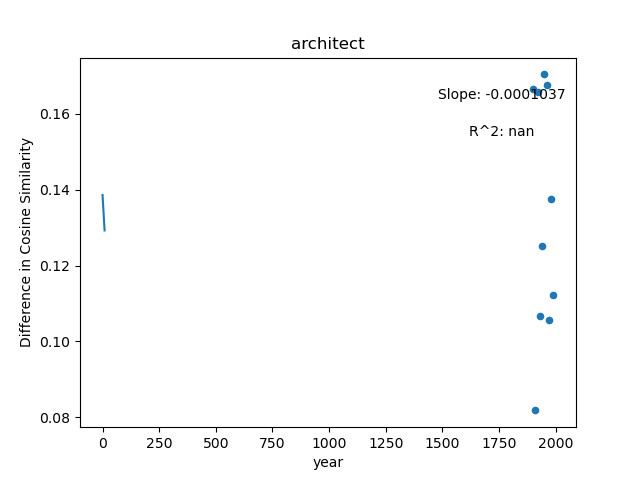 architect
Slope: -0.0001037
R^2: nan
Difference in Cosine Similarity
0.16
0.14
0.12
0.10
0.08
0 250 500 750 1000 1250 1500 1750 2000
year